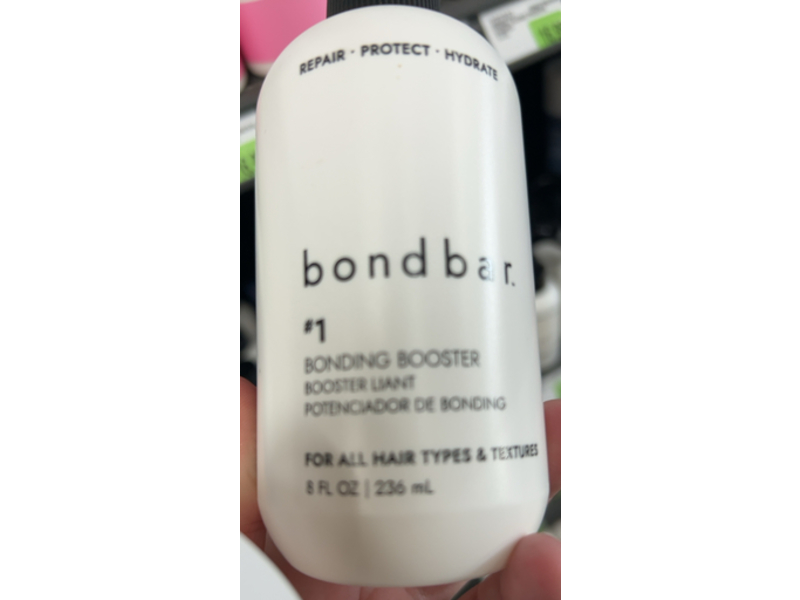 REPAIR · PROTECT · HYDRATE
bondbar.
#1
BONDING BOOSTER
BOOSTER LIANT
POTENCIADOR DE BONDING
FOR ALL HAIR TYPES & TEXTURES
8 FL OZ | 236 mL